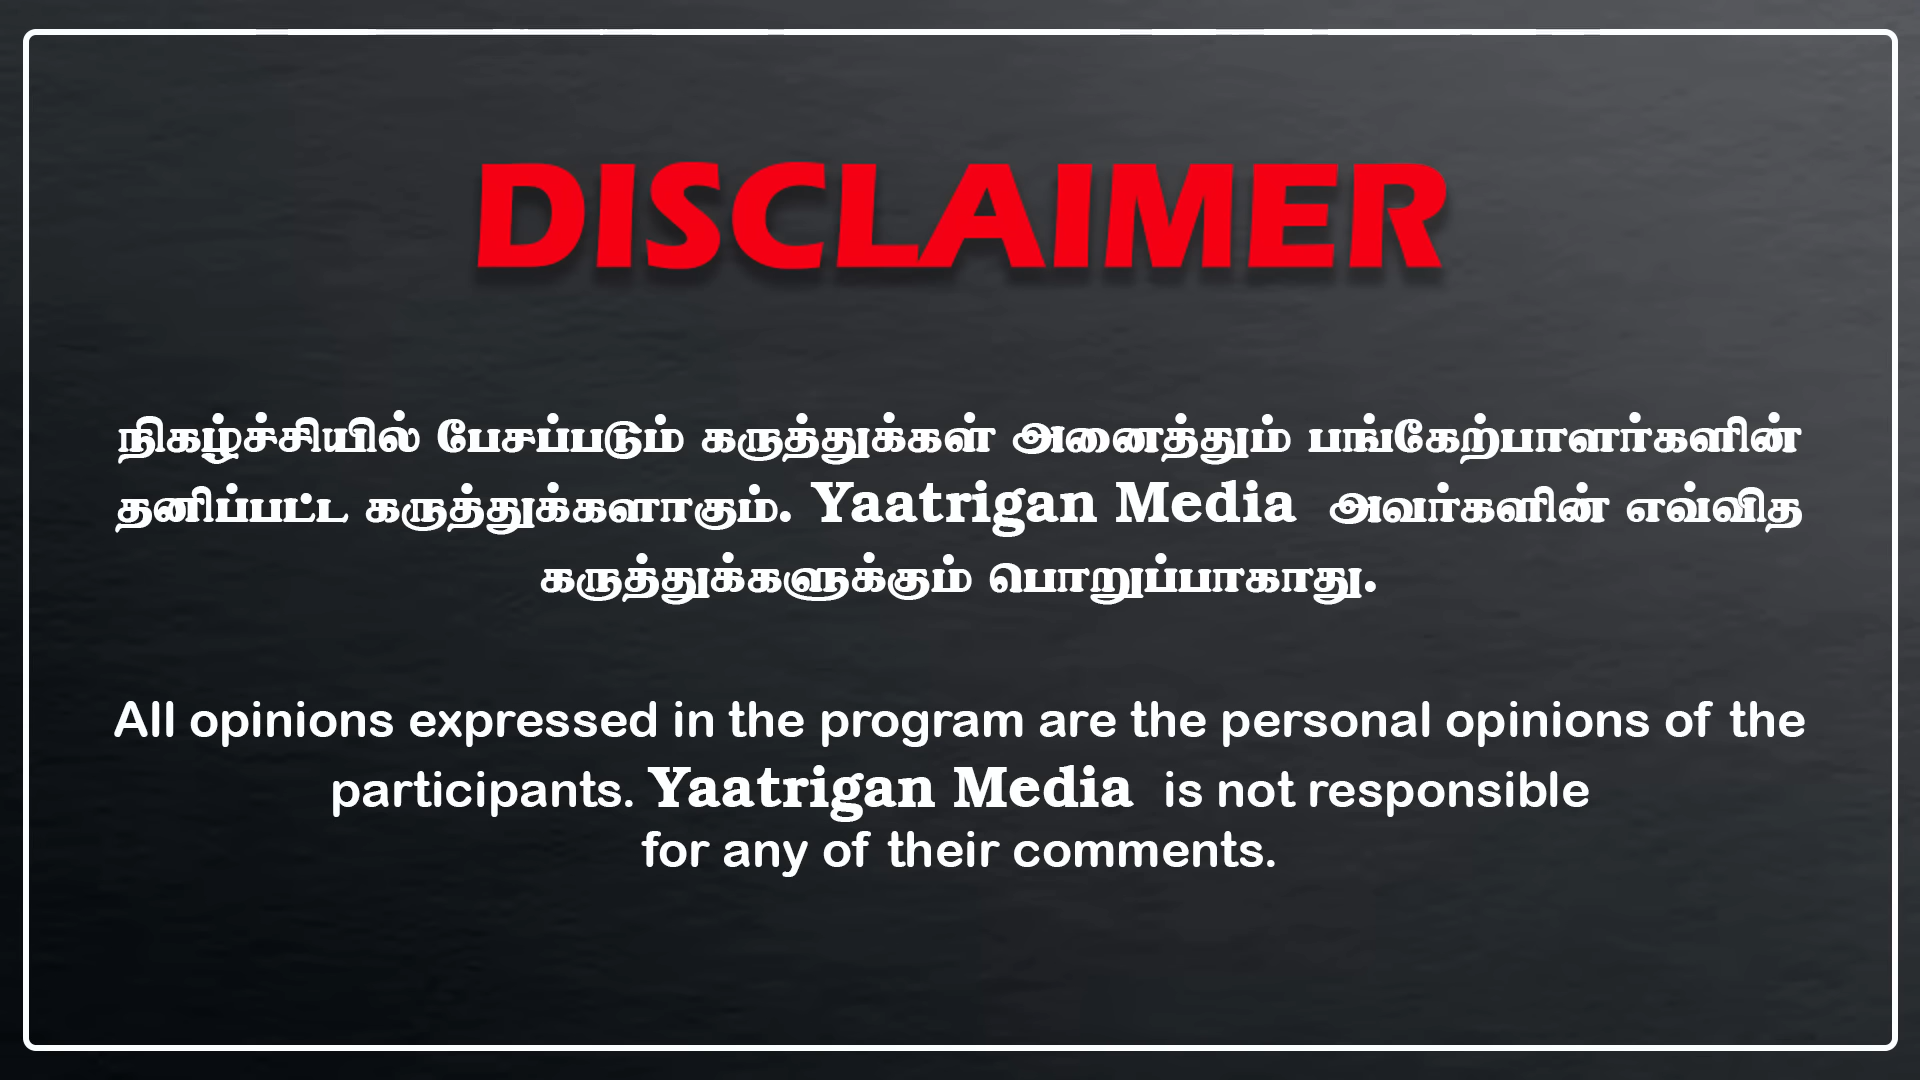 DISCLAIMER
நிகழ்ச்சியில் பேசப்படும் கருத்துக்கள் அனைத்தும் பங்கேற்பாளர்களின்
தனிப்பட்ட கருத்துக்களாகும். Yaatrigan Media அவர்களின் எவ்வித
கருத்துக்களுக்கும் பொறுப்பாகாது.
All opinions expressed in the program are the personal opinions of the
participants. Yaatrigan Media is not responsible
for any of their comments.